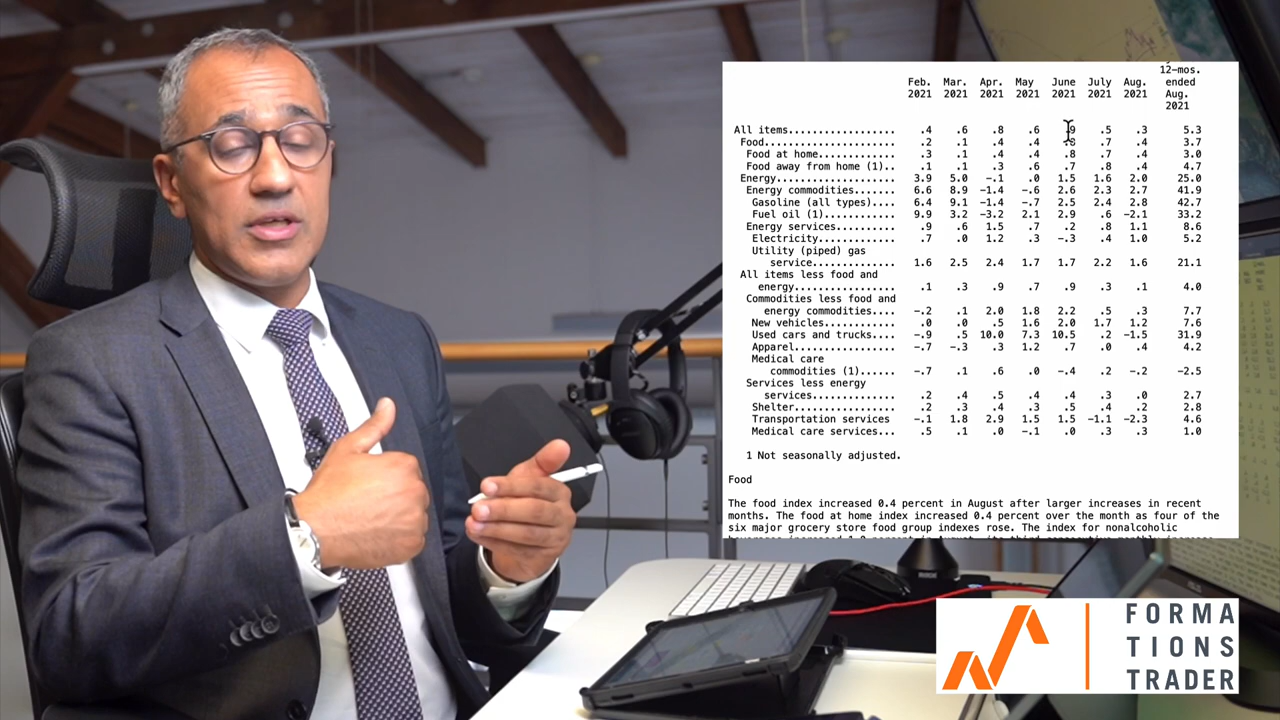 12-mos.
Feb. Mar. Apr. May June July Aug. ended
2021 2021 2021 2021 2021 2021 2021 Aug.
2021
All items.................. .4 .6 .8 .6 .9 .5 .3 5.3
Food...................... .2 .1 .4 .4 .8 .7 .4 3.7
Food at home............. .3 .1 .4 .4 .8 .7 .4 3.0
Food away from home (1).. .1 .1 .3 .6 .7 .8 .4 4.7
Energy.................... 3.9 5.0 -.1 .0 1.5 1.6 2.0 25.0
Energy commodities....... 6.6 8.9 -1.4 -.6 2.6 2.3 2.7 41.9
Gasoline (all types).... 6.4 9.1 -1.4 -.7 2.5 2.4 2.8 42.7
Fuel oil (1)............ 9.9 3.2 -3.2 2.1 2.9 .6 -2.1 33.2
Energy services.......... .9 .6 1.5 .7 .2 .8 1.1 8.6
Electricity............. .7 .0 1.2 .3 -.3 .4 1.0 5.2
Utility (piped) gas
service.............. 1.6 2.5 2.4 1.7 1.7 2.2 1.6 21.1
All items less food and
energy................. .1 .3 .9 .7 .9 .3 .1 4.0
Commodities less food and
energy commodities.... -.2 .1 2.0 1.8 2.2 .5 .3 7.7
New vehicles............ .0 .0 .5 1.6 2.0 1.7 1.2 7.6
Used cars and trucks.... -.9 .5 10.0 7.3 10.5 .2 -1.5 31.9
Apparel................. -.7 -.3 .3 1.2 .7 .0 .4 4.2
Medical care
commodities (1)...... -.7 .1 .6 .0 -.4 .2 -.2 -2.5
Services less energy
services.............. .2 .4 .5 .4 .4 .3 .0 2.7
Shelter................. .2 .3 .4 .3 .5 .4 .2 2.8
Transportation services -.1 1.8 2.9 1.5 1.5 -1.1 -2.3 4.6
Medical care services... .5 .1 .0 -.1 .0 .3 .3 1.0
1 Not seasonally adjusted.
Food
The food index increased 0.4 percent in August after larger increases in recent
months. The food at home index increased 0.4 percent over the month as four of the
six major grocery store food group indexes rose. The index for nonalcoholic
FORMA
TIONS
TRADER